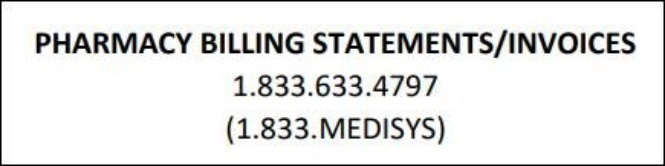 PHARMACY BILLING STATEMENTS/INVOICES
1.833.633.4797
(1.833.MEDISYS)